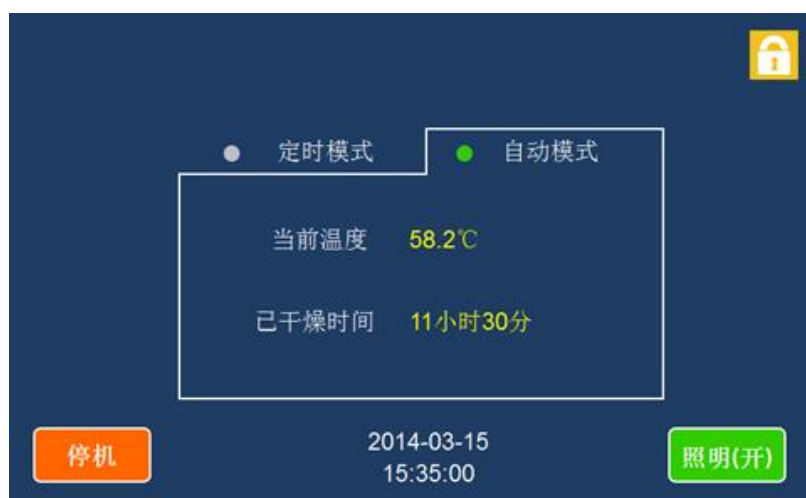 定时模式 自动模式
当前温度 58.2℃
已干燥时间 11小时30分
停机 2014-03-15 照明(开)
15:35:00